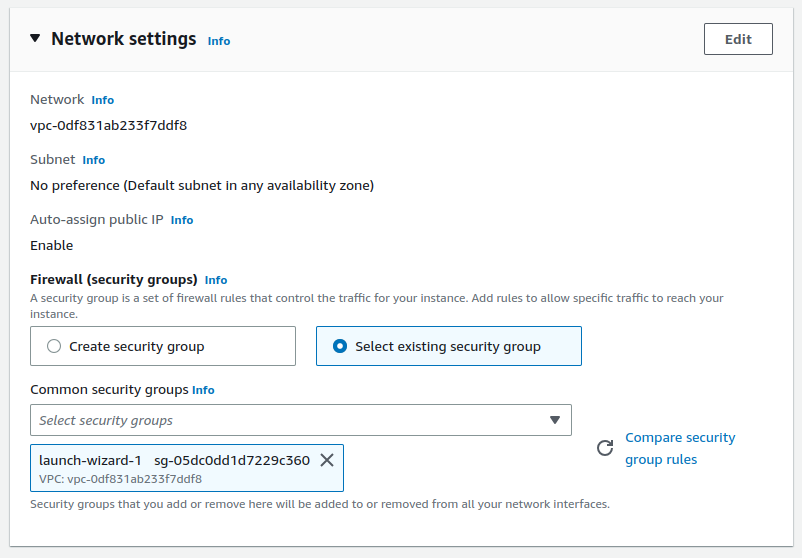 Network settings Info
Edit
Network Info
vpc-0df831ab233f7ddf8
Subnet Info
No preference (Default subnet in any availability zone)
Auto-assign public IP Info
Enable
Firewall (security groups) Info
A security group is a set of firewall rules that control the traffic for your instance. Add rules to allow specific traffic to reach your
instance.
Create security group
Select existing security group
Common security groups Info
Select security groups
launch-wizard-1 sg-05dc0dd1d7229c360
VPC: vpc-0df831ab233f7ddf8
Compare security
group rules
Security groups that you add or remove here will be added to or removed from all your network interfaces.